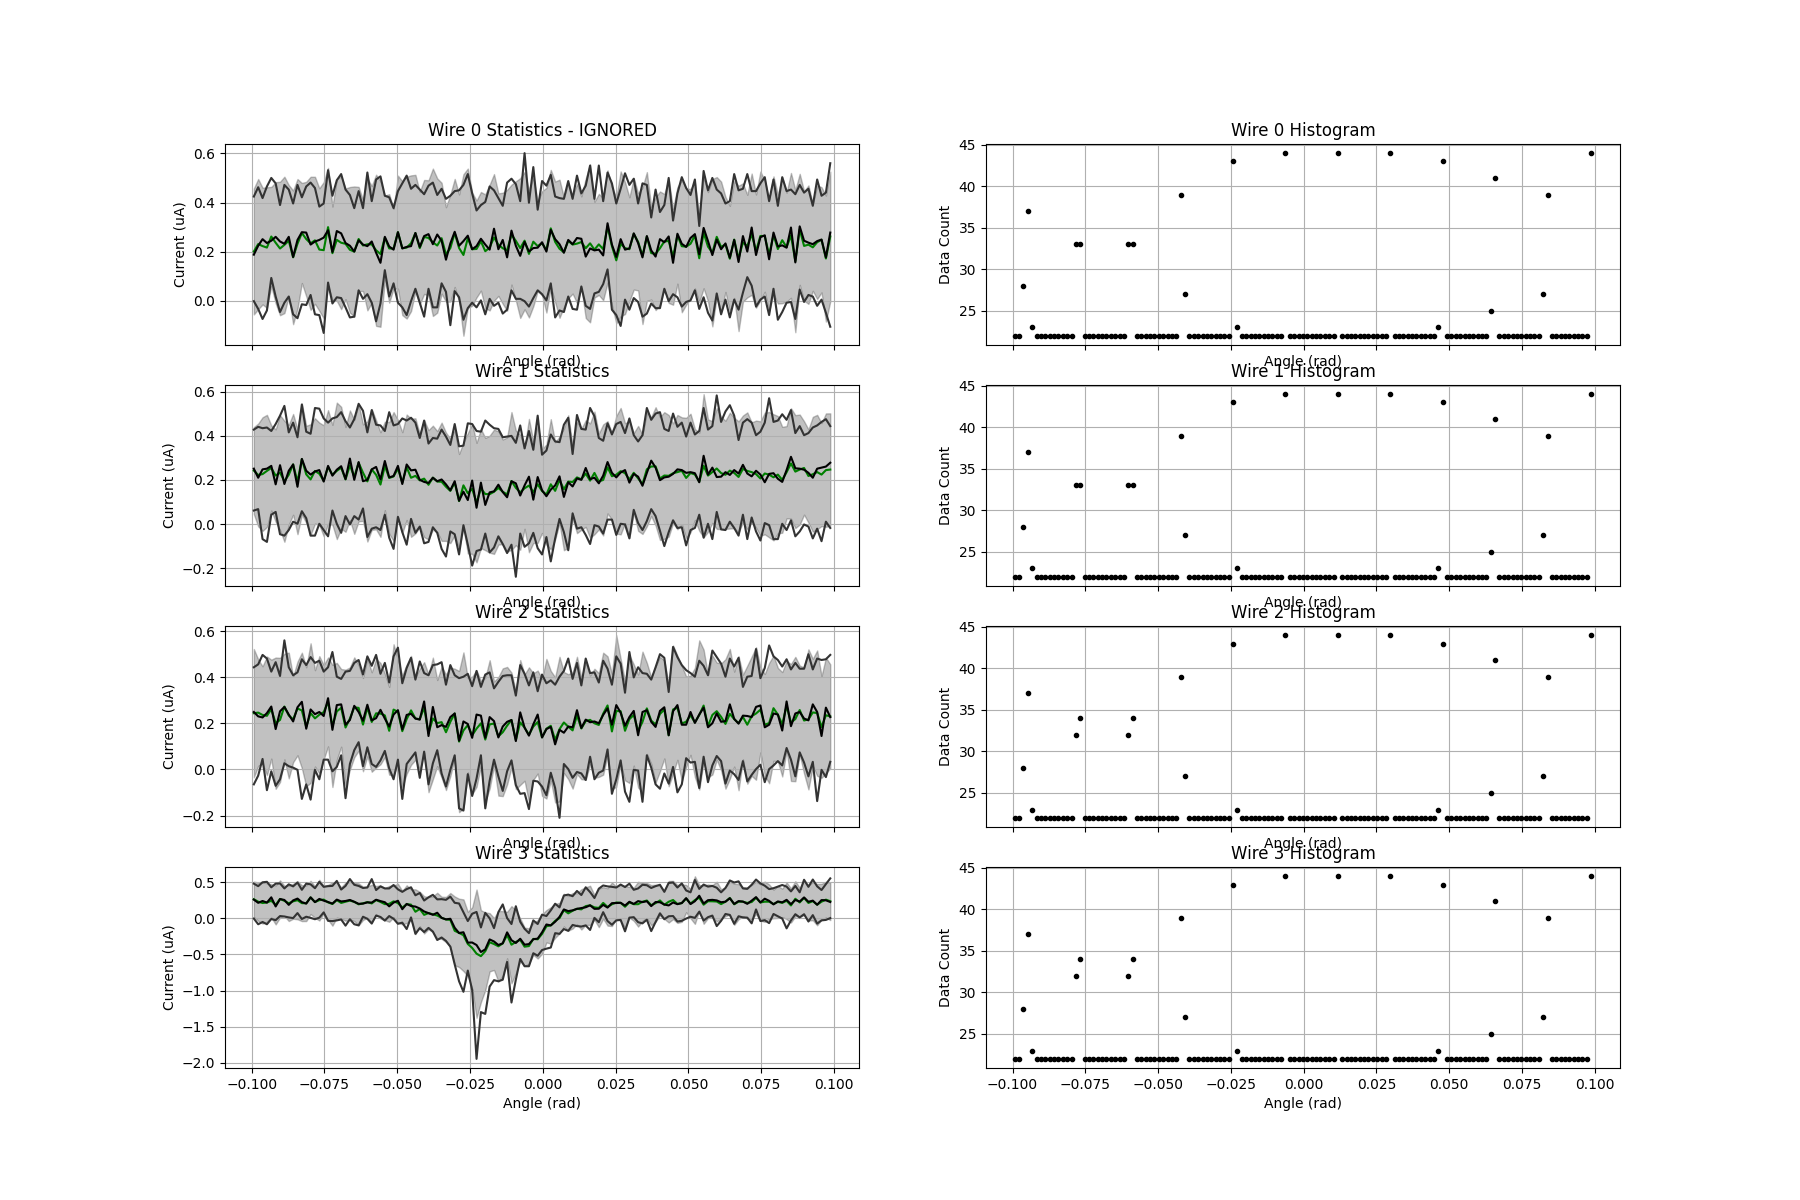 Wire 0 Statistics - IGNORED
0.6
0.4
0.2
0.0
Current (uA)
Angle (rad)
Wire 0 Histogram
45
40
35
30
25
Data Count
Angle (rad)
Wire 1 Statistics
0.6
0.4
0.2
0.0
−0.2
Current (uA)
Angle (rad)
Wire 1 Histogram
45
40
35
30
25
Data Count
Angle (rad)
Wire 2 Statistics
0.6
0.4
0.2
0.0
−0.2
Current (uA)
Angle (rad)
Wire 2 Histogram
45
40
35
30
25
Data Count
Angle (rad)
Wire 3 Statistics
0.5
0.0
−0.5
−1.0
−1.5
−2.0
Current (uA)
−0.100 −0.075 −0.050 −0.025 0.000 0.025 0.050 0.075 0.100
Angle (rad)
Wire 3 Histogram
45
40
35
30
25
Data Count
−0.100 −0.075 −0.050 −0.025 0.000 0.025 0.050 0.075 0.100
Angle (rad)